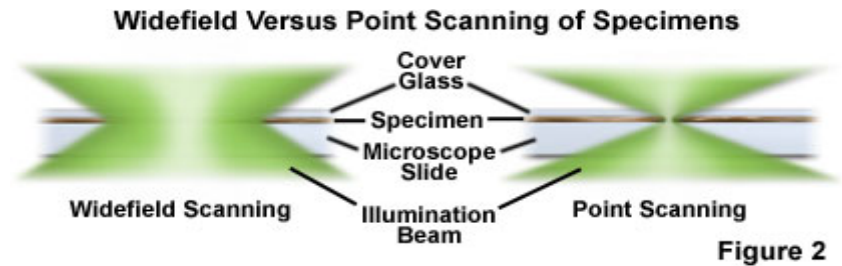 Widefield Versus Point Scanning of Specimens
Cover
Glass
Specimen
Microscope
Slide
Widefield Scanning
Illumination
Beam
Point Scanning
Figure 2